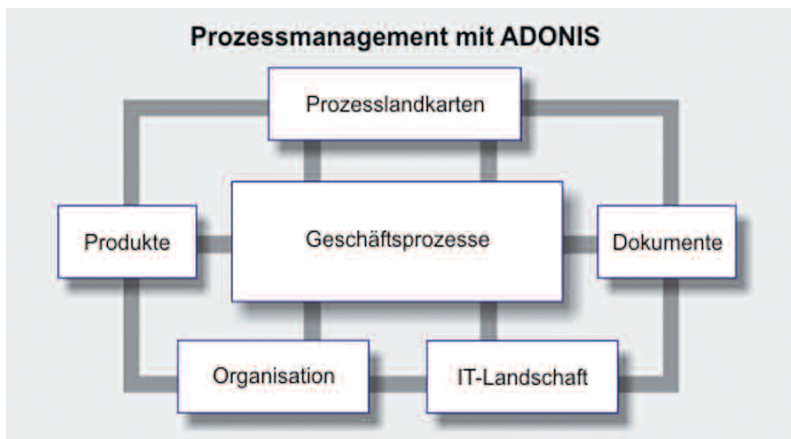 Prozessmanagement mit ADONIS
Prozesslandkarten
Produkte
Geschäftsprozesse
Dokumente
Organisation
IT-Landschaft